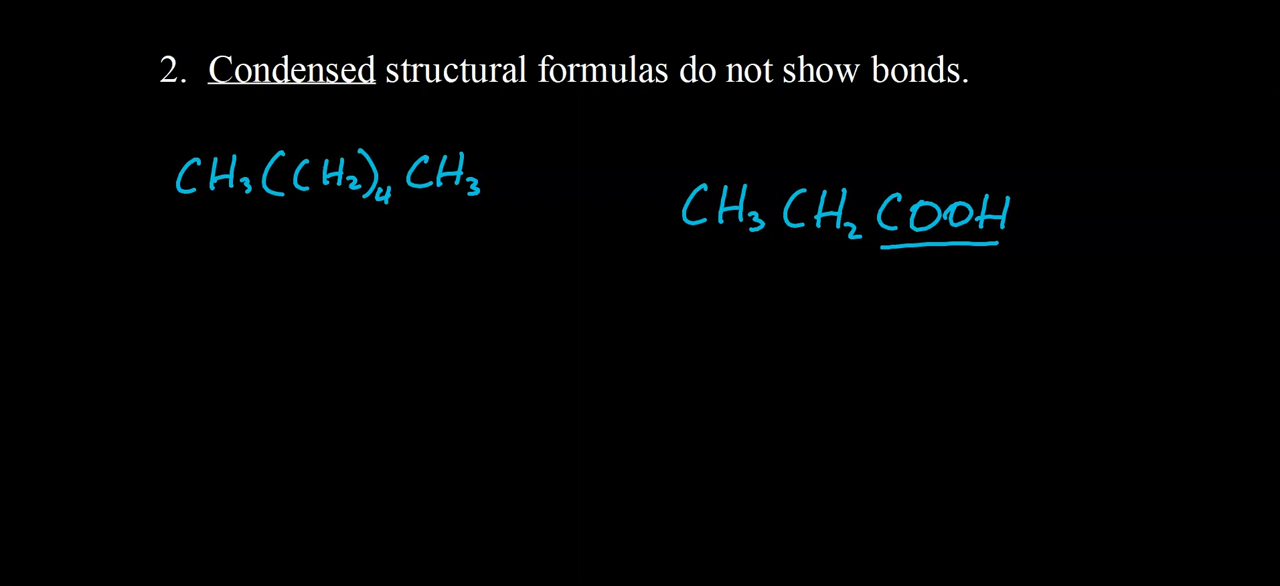 2. Condensed structural formulas do not show bonds.
CH₃(CH₂)₄CH₃
CH₃CH₂COOH